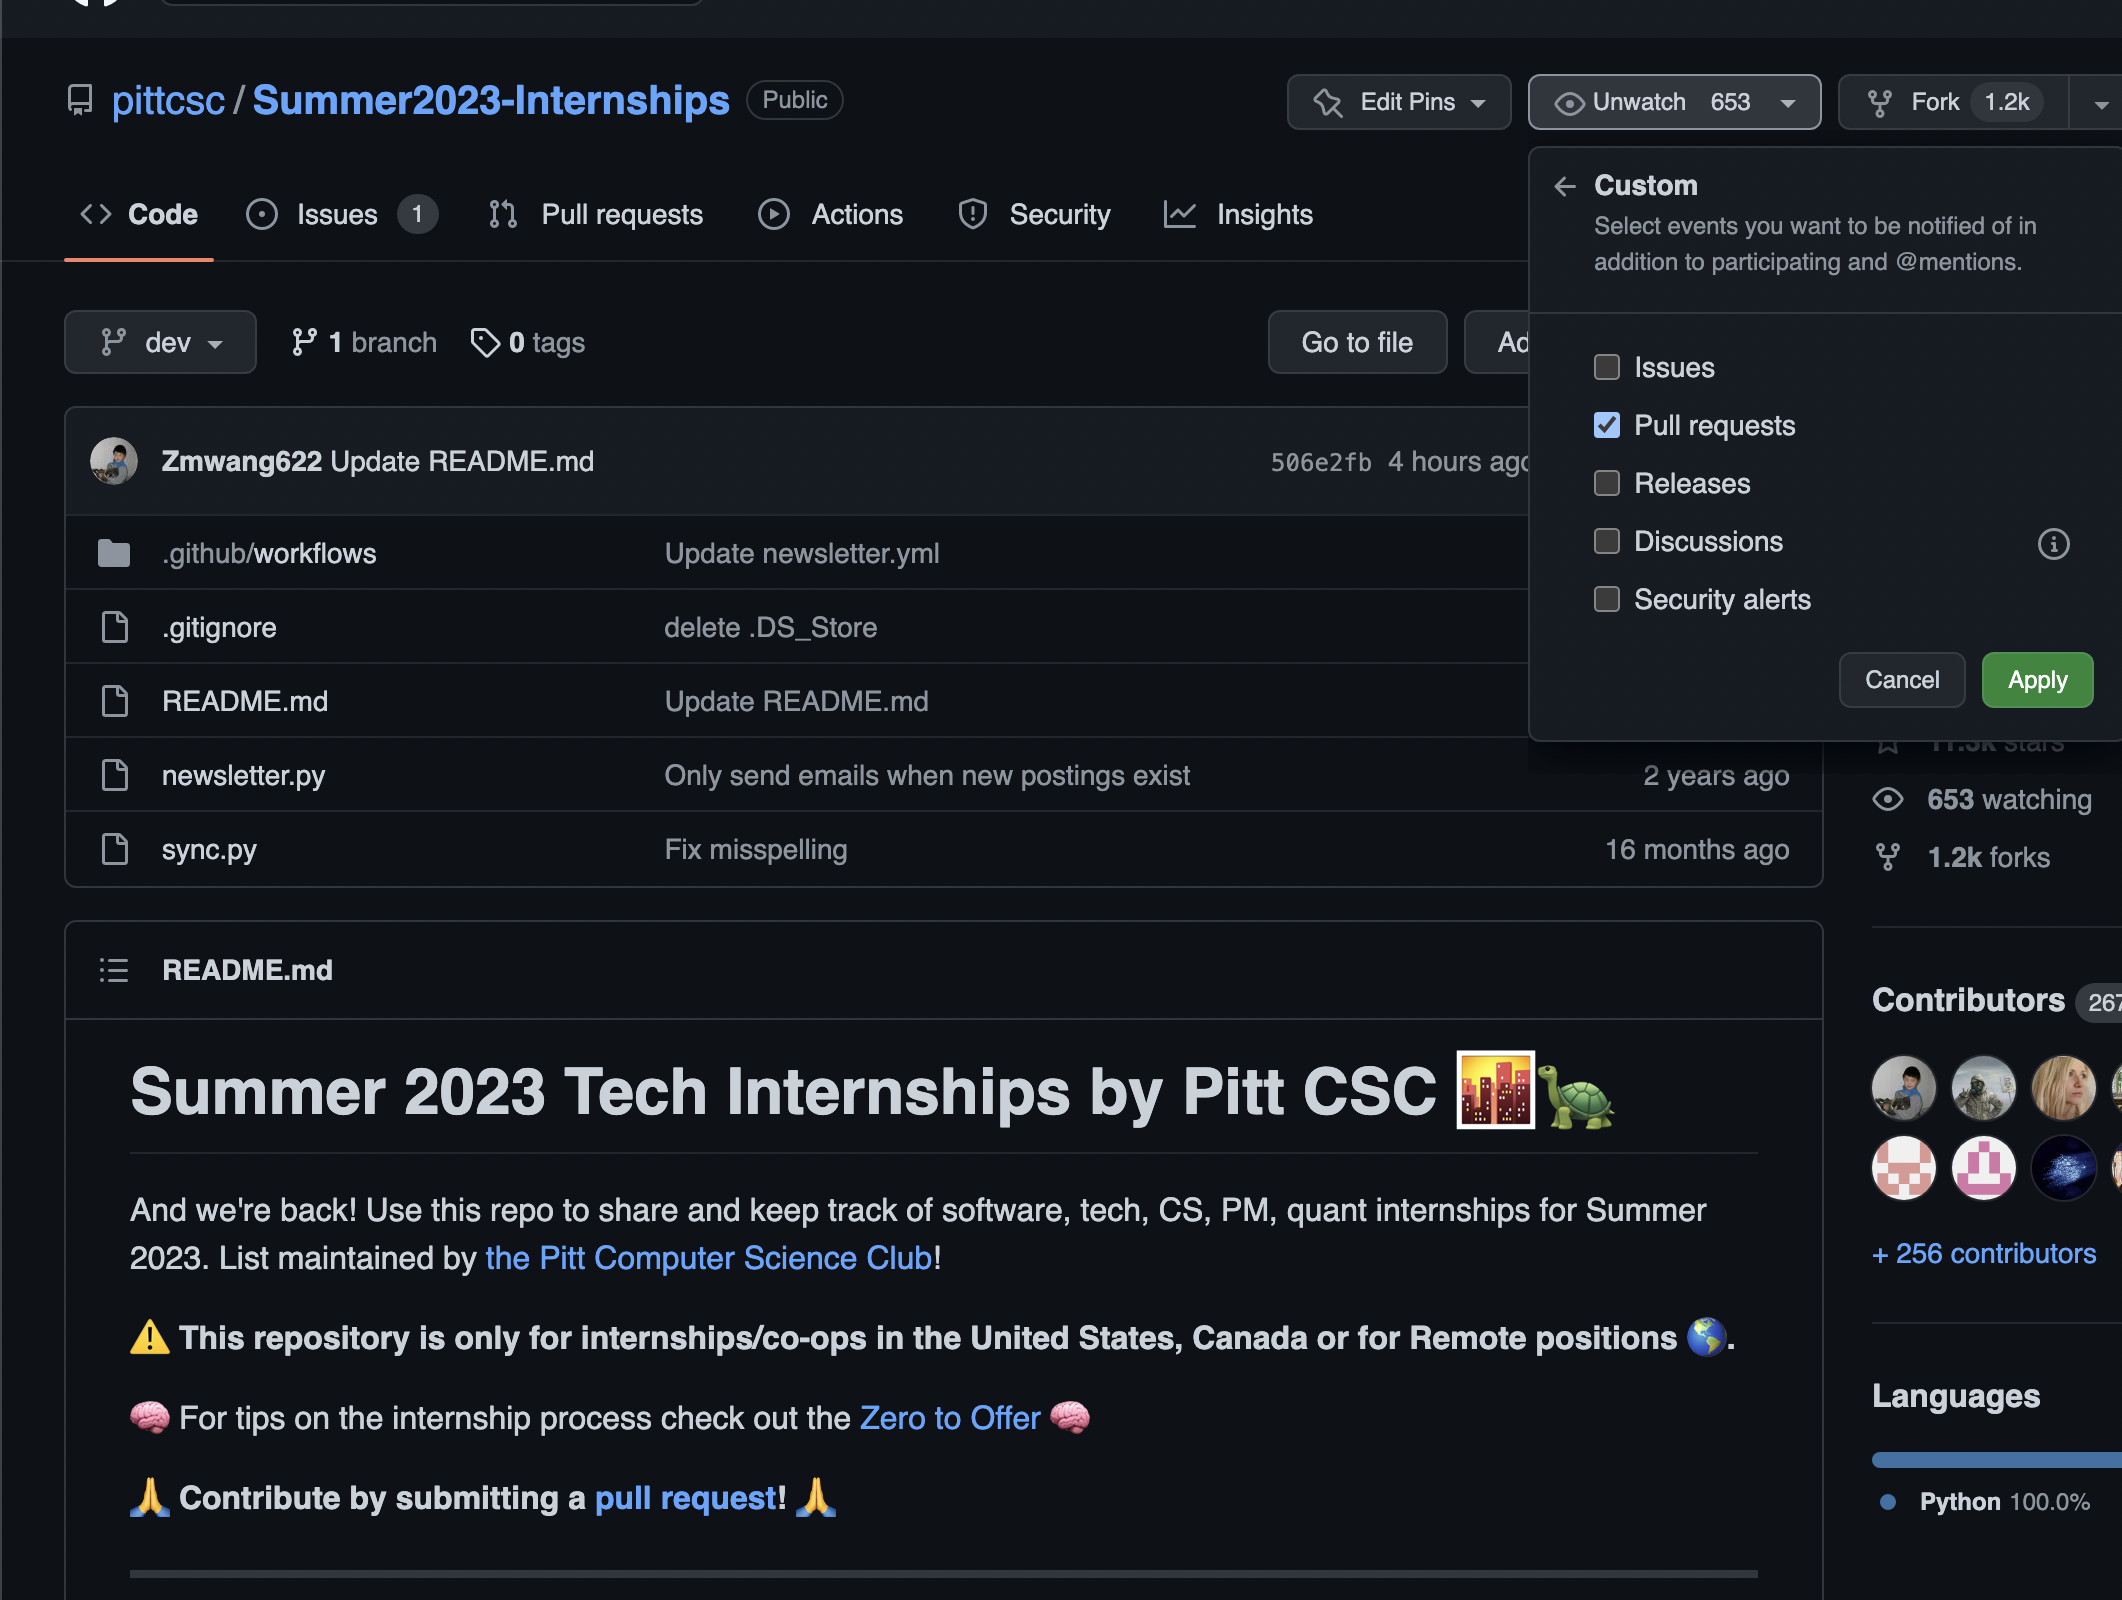 pittcsc / Summer2023-Internships Public
Edit Pins
Unwatch 653
Fork 1.2k
Code
Issues 1
Pull requests
Actions
Security
Insights
Custom
Select events you want to be notified of in
addition to participating and @mentions.
Issues
Pull requests
Releases
Discussions
Security alerts
Cancel
Apply
dev
1 branch
0 tags
Go to file
Ad
Zmwang622 Update README.md 506e2fb 4 hours ago
.github/workflows Update newsletter.yml
.gitignore delete .DS_Store
README.md Update README.md
newsletter.py Only send emails when new postings exist 2 years ago
sync.py Fix misspelling 16 months ago
11.3k stars
653 watching
1.2k forks
Contributors 267
+ 256 contributors
Languages
Python 100.0%
README.md
Summer 2023 Tech Internships by Pitt CSC
And we're back! Use this repo to share and keep track of software, tech, CS, PM, quant internships for Summer
2023. List maintained by the Pitt Computer Science Club!
This repository is only for internships/co-ops in the United States, Canada or for Remote positions .
For tips on the internship process check out the Zero to Offer
Contribute by submitting a pull request!